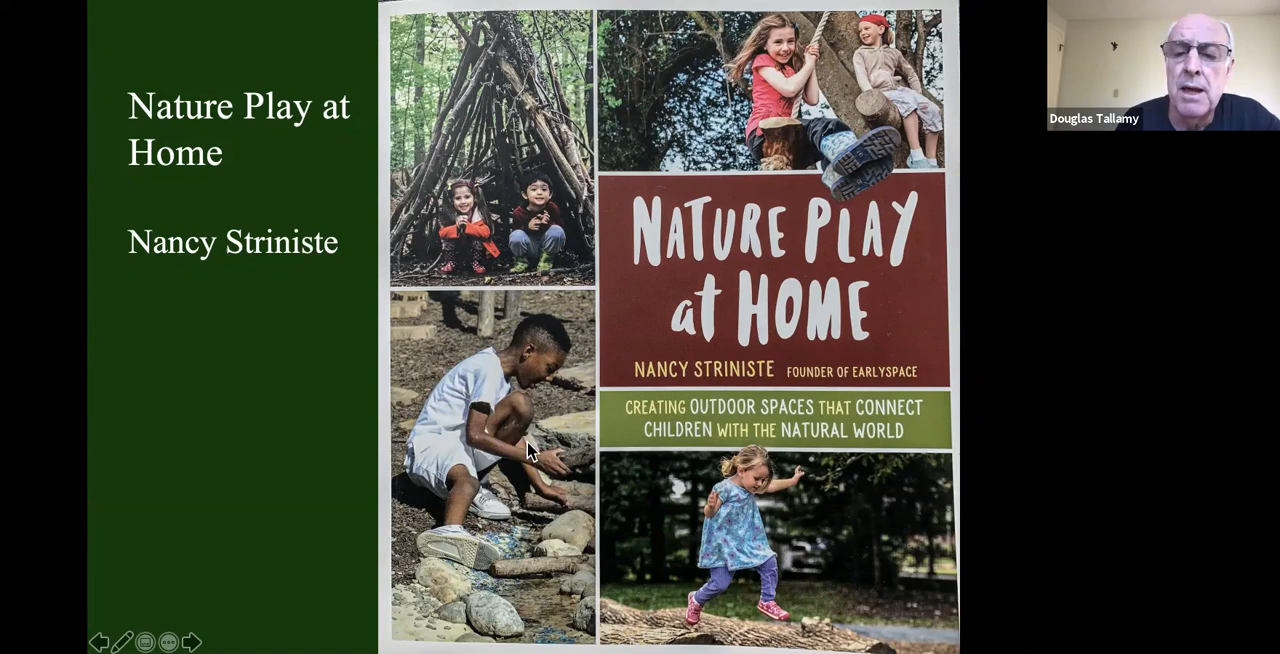 Nature Play at
Home
Nancy Striniste
NATURE PLAY
at HOME
NANCY STRINISTE FOUNDER OF EARLYSPACE
CREATING OUTDOOR SPACES THAT CONNECT
CHILDREN WITH THE NATURAL WORLD
Douglas Tallamy